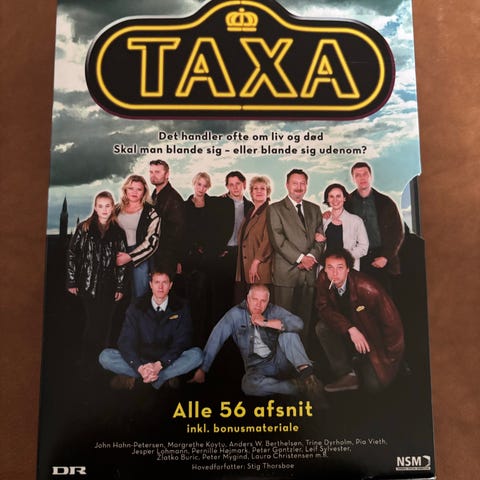 TAXA
Det handler ofte om liv og død
Skal man blande sig – eller blande sig udenom?
Alle 56 afsnit
inkl. bonusmateriale
John Hahn-Petersen, Margrethe Koytu, Anders W. Berthelsen, Trine Dyrholm, Pia Vieth,
Jesper Lohmann, Pernille Højmark, Peter Gantzler, Leif Sylvester,
Zlatko Buric, Peter Mygind, Laura Christensen m.fl.
Hovedforfatter: Stig Thorsboe
DR
NSM